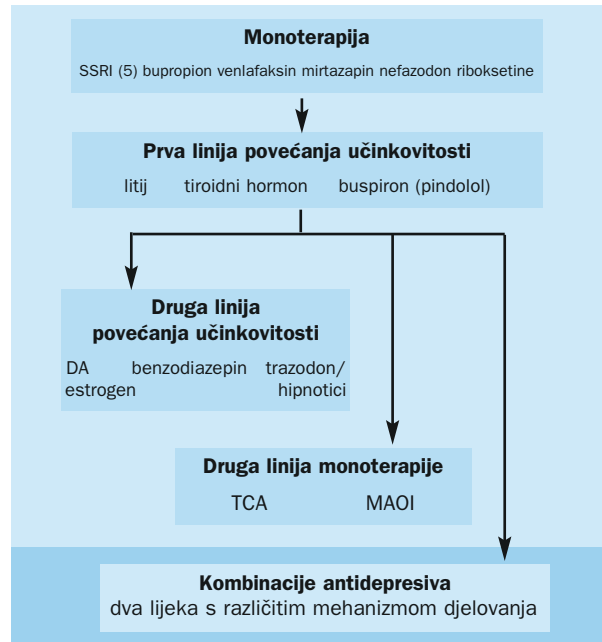 Monoterapija
SSRI (5) bupropion venlafaksin mirtazapin nefazodon riboksetine
Prva linija povećanja učinkovitosti
litij tiroidni hormon buspiron (pindolol)
Druga linija
povećanja učinkovitosti
DA benzodiazepin trazodon/
estrogen hipnotici
Druga linija monoterapije
TCA MAOI
Kombinacije antidepresiva
dva lijeka s različitim mehanizmom djelovanja